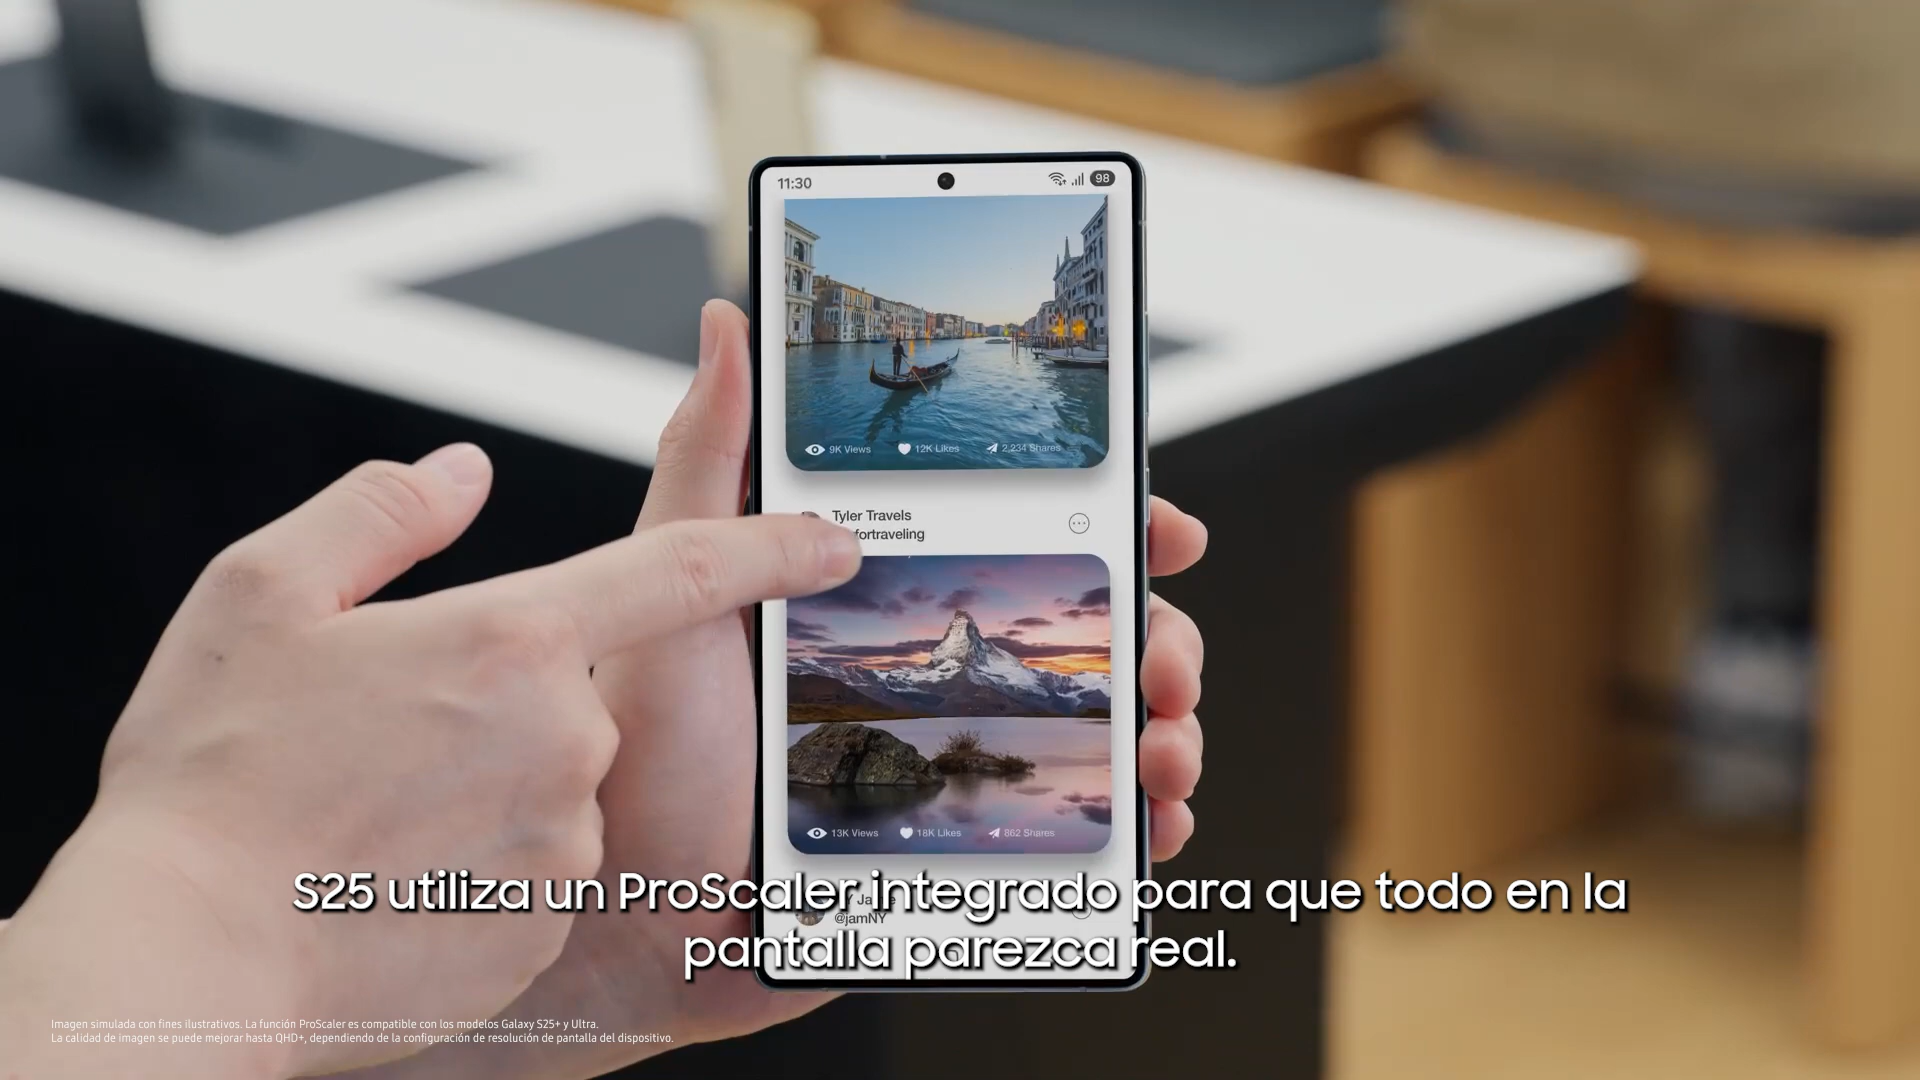 11:30
98
9K Views
12K Likes
2,234 Shares
Tyler Travels
fortraveling
13K Views
18K Likes
862 Shares
@jamNY
S25 utiliza un ProScaler integrado para que todo en la
pantalla parezca real.
Imagen simulada con fines ilustrativos. La función ProScaler es compatible con los modelos Galaxy S25+ y Ultra.
La calidad de imagen se puede mejorar hasta QHD+, dependiendo de la configuración de resolución de pantalla del dispositivo.